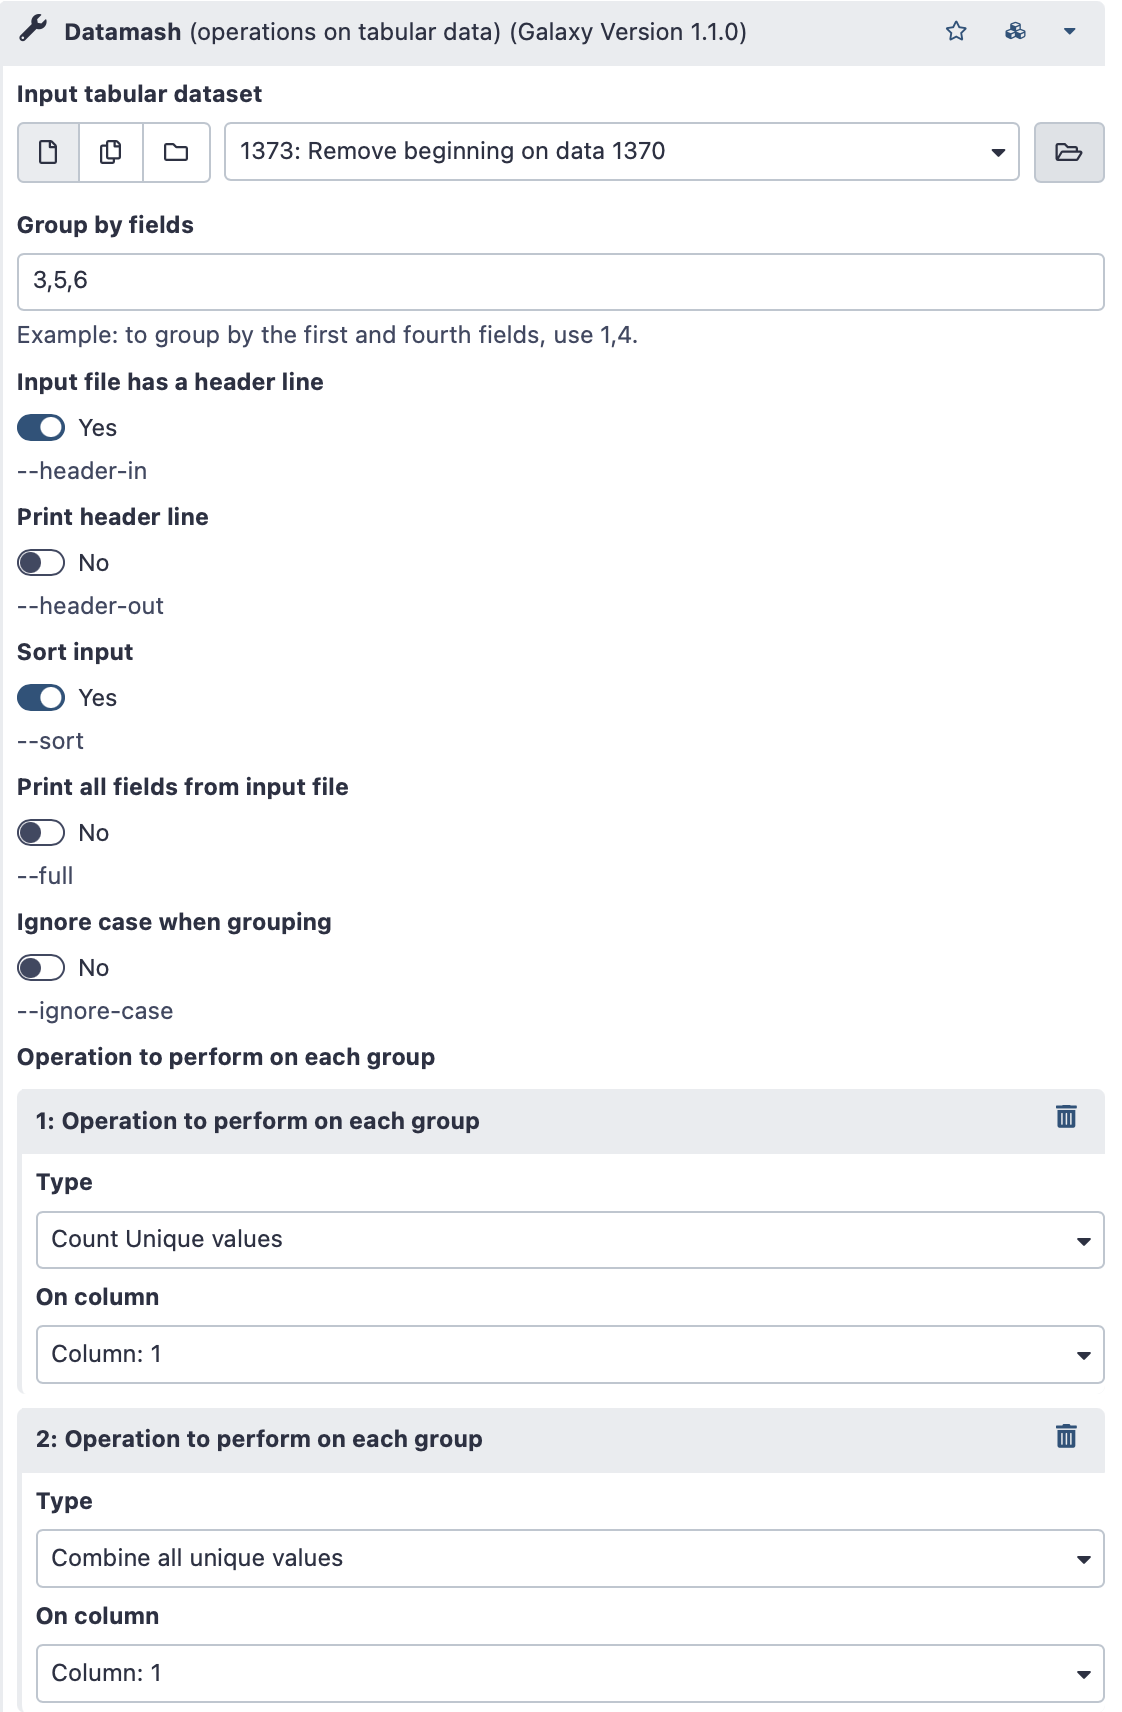 Datamash (operations on tabular data) (Galaxy Version 1.1.0)
Input tabular dataset
1373: Remove beginning on data 1370
Group by fields
3,5,6
Example: to group by the first and fourth fields, use 1,4.
Input file has a header line
Yes
--header-in
Print header line
No
--header-out
Sort input
Yes
--sort
Print all fields from input file
No
--full
Ignore case when grouping
No
--ignore-case
Operation to perform on each group
1: Operation to perform on each group
Type
Count Unique values
On column
Column: 1
2: Operation to perform on each group
Type
Combine all unique values
On column
Column: 1